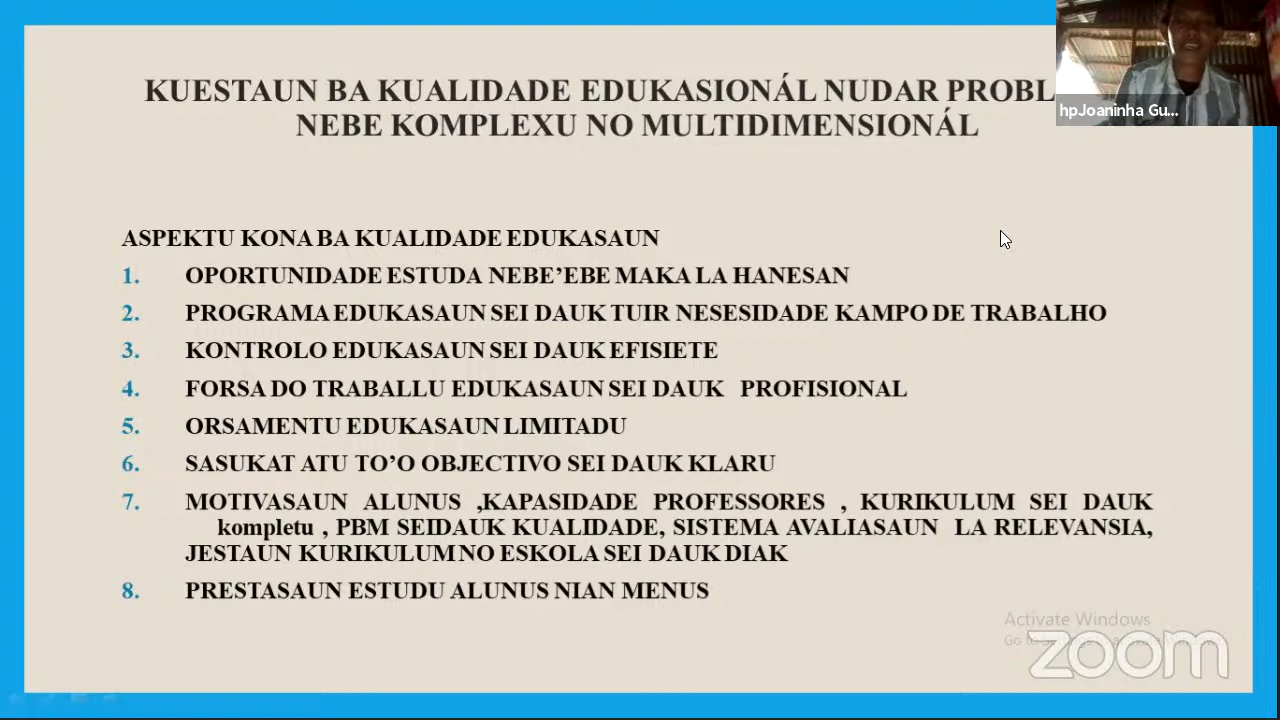 KUESTAUN BA KUALIDADE EDUKASIONÁL NUDAR
NEBE KOMPLEXU NO MULTIDIMENSIONÁL
hpJoaninha Gu...
ASPEKTU KONA BA KUALIDADE EDUKASAUN
1. OPORTUNIDADE ESTUDA NEBE’EBE MAKA LA HANESAN
2. PROGRAMA EDUKASAUN SEI DAUK TUIR NESESIDADE KAMPO DE TRABALHO
3. KONTROLO EDUKASAUN SEI DAUK EFISIETE
4. FORSA DO TRABALLU EDUKASAUN SEI DAUK PROFISIONAL
5. ORSAMENTU EDUKASAUN LIMITADU
6. SASUKAT ATU TO’O OBJECTIVO SEI DAUK KLARU
7. MOTIVASAUN ALUNUS ,KAPASIDADE PROFESSORES , KURIKULUM SEI DAUK
kompletu , PBM SEIDAUK KUALIDADE, SISTEMA AVALIASAUN LA RELEVANSIA,
JESTAUN KURIKULUM NO ESKOLA SEI DAUK DIAK
8. PRESTASAUN ESTUDU ALUNUS NIAN MENUS
Activate Windows
zoom